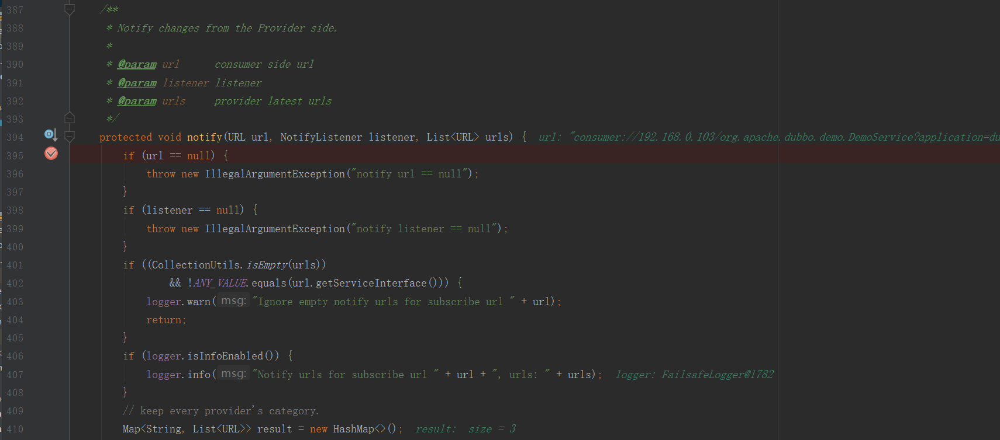 387 /**
388 * Notify changes from the Provider side.
389 *
390 * @param url consumer side url
391 * @param listener listener
392 * @param urls provider latest urls
393 */
394 protected void notify(URL url, NotifyListener listener, List<URL> urls) { url: "consumer://192.168.0.103/org.apache.dubbo.demo.DemoService?application=du
395 if (url == null) {
396 throw new IllegalArgumentException("notify url == null");
397 }
398 if (listener == null) {
399 throw new IllegalArgumentException("notify listener == null");
400 }
401 if ((CollectionUtils.isEmpty(urls))
402 && !ANY_VALUE.equals(url.getServiceInterface())) {
403 logger.warn( msg: "Ignore empty notify urls for subscribe url " + url);
404 return;
405 }
406 if (logger.isInfoEnabled()) {
407 logger.info( msg: "Notify urls for subscribe url " + url + ", urls: " + urls); logger: FailsafeLogger@1782
408 }
409 // keep every provider's category.
410 Map<String, List<URL>> result = new HashMap<>(); result: size = 3